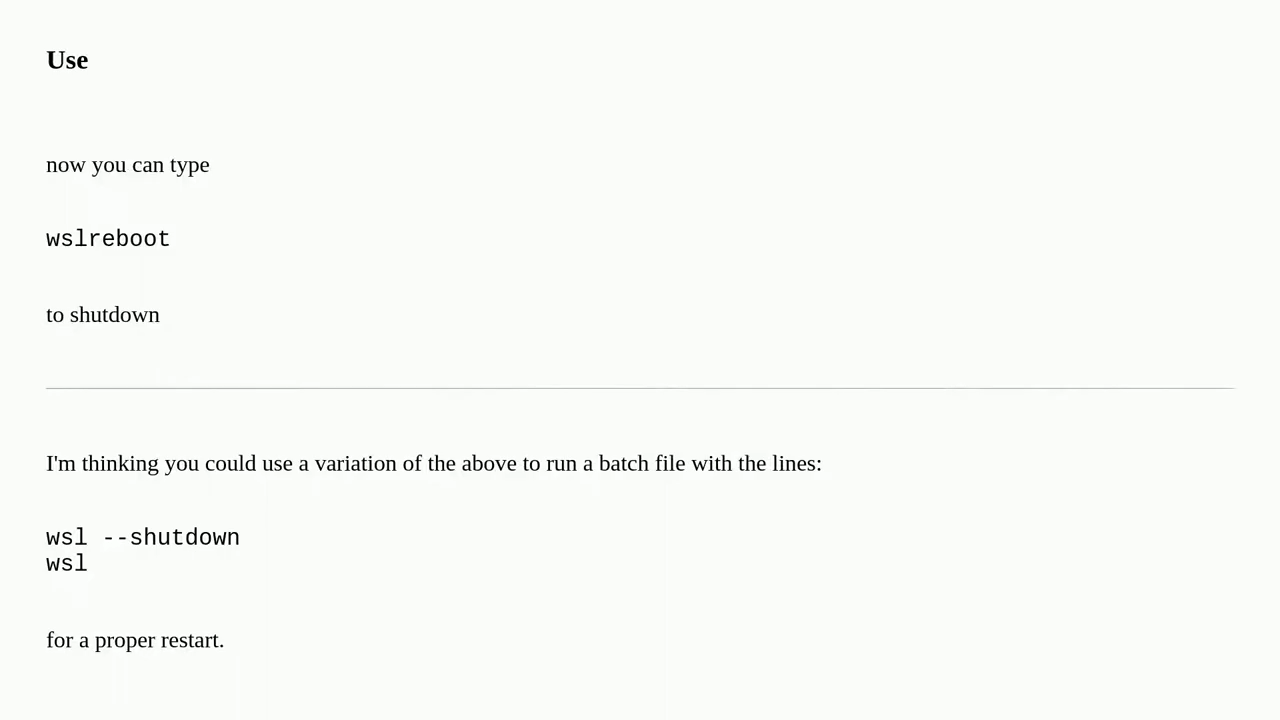 Use
now you can type
wslreboot
to shutdown
I'm thinking you could use a variation of the above to run a batch file with the lines:
wsl --shutdown
wsl
for a proper restart.